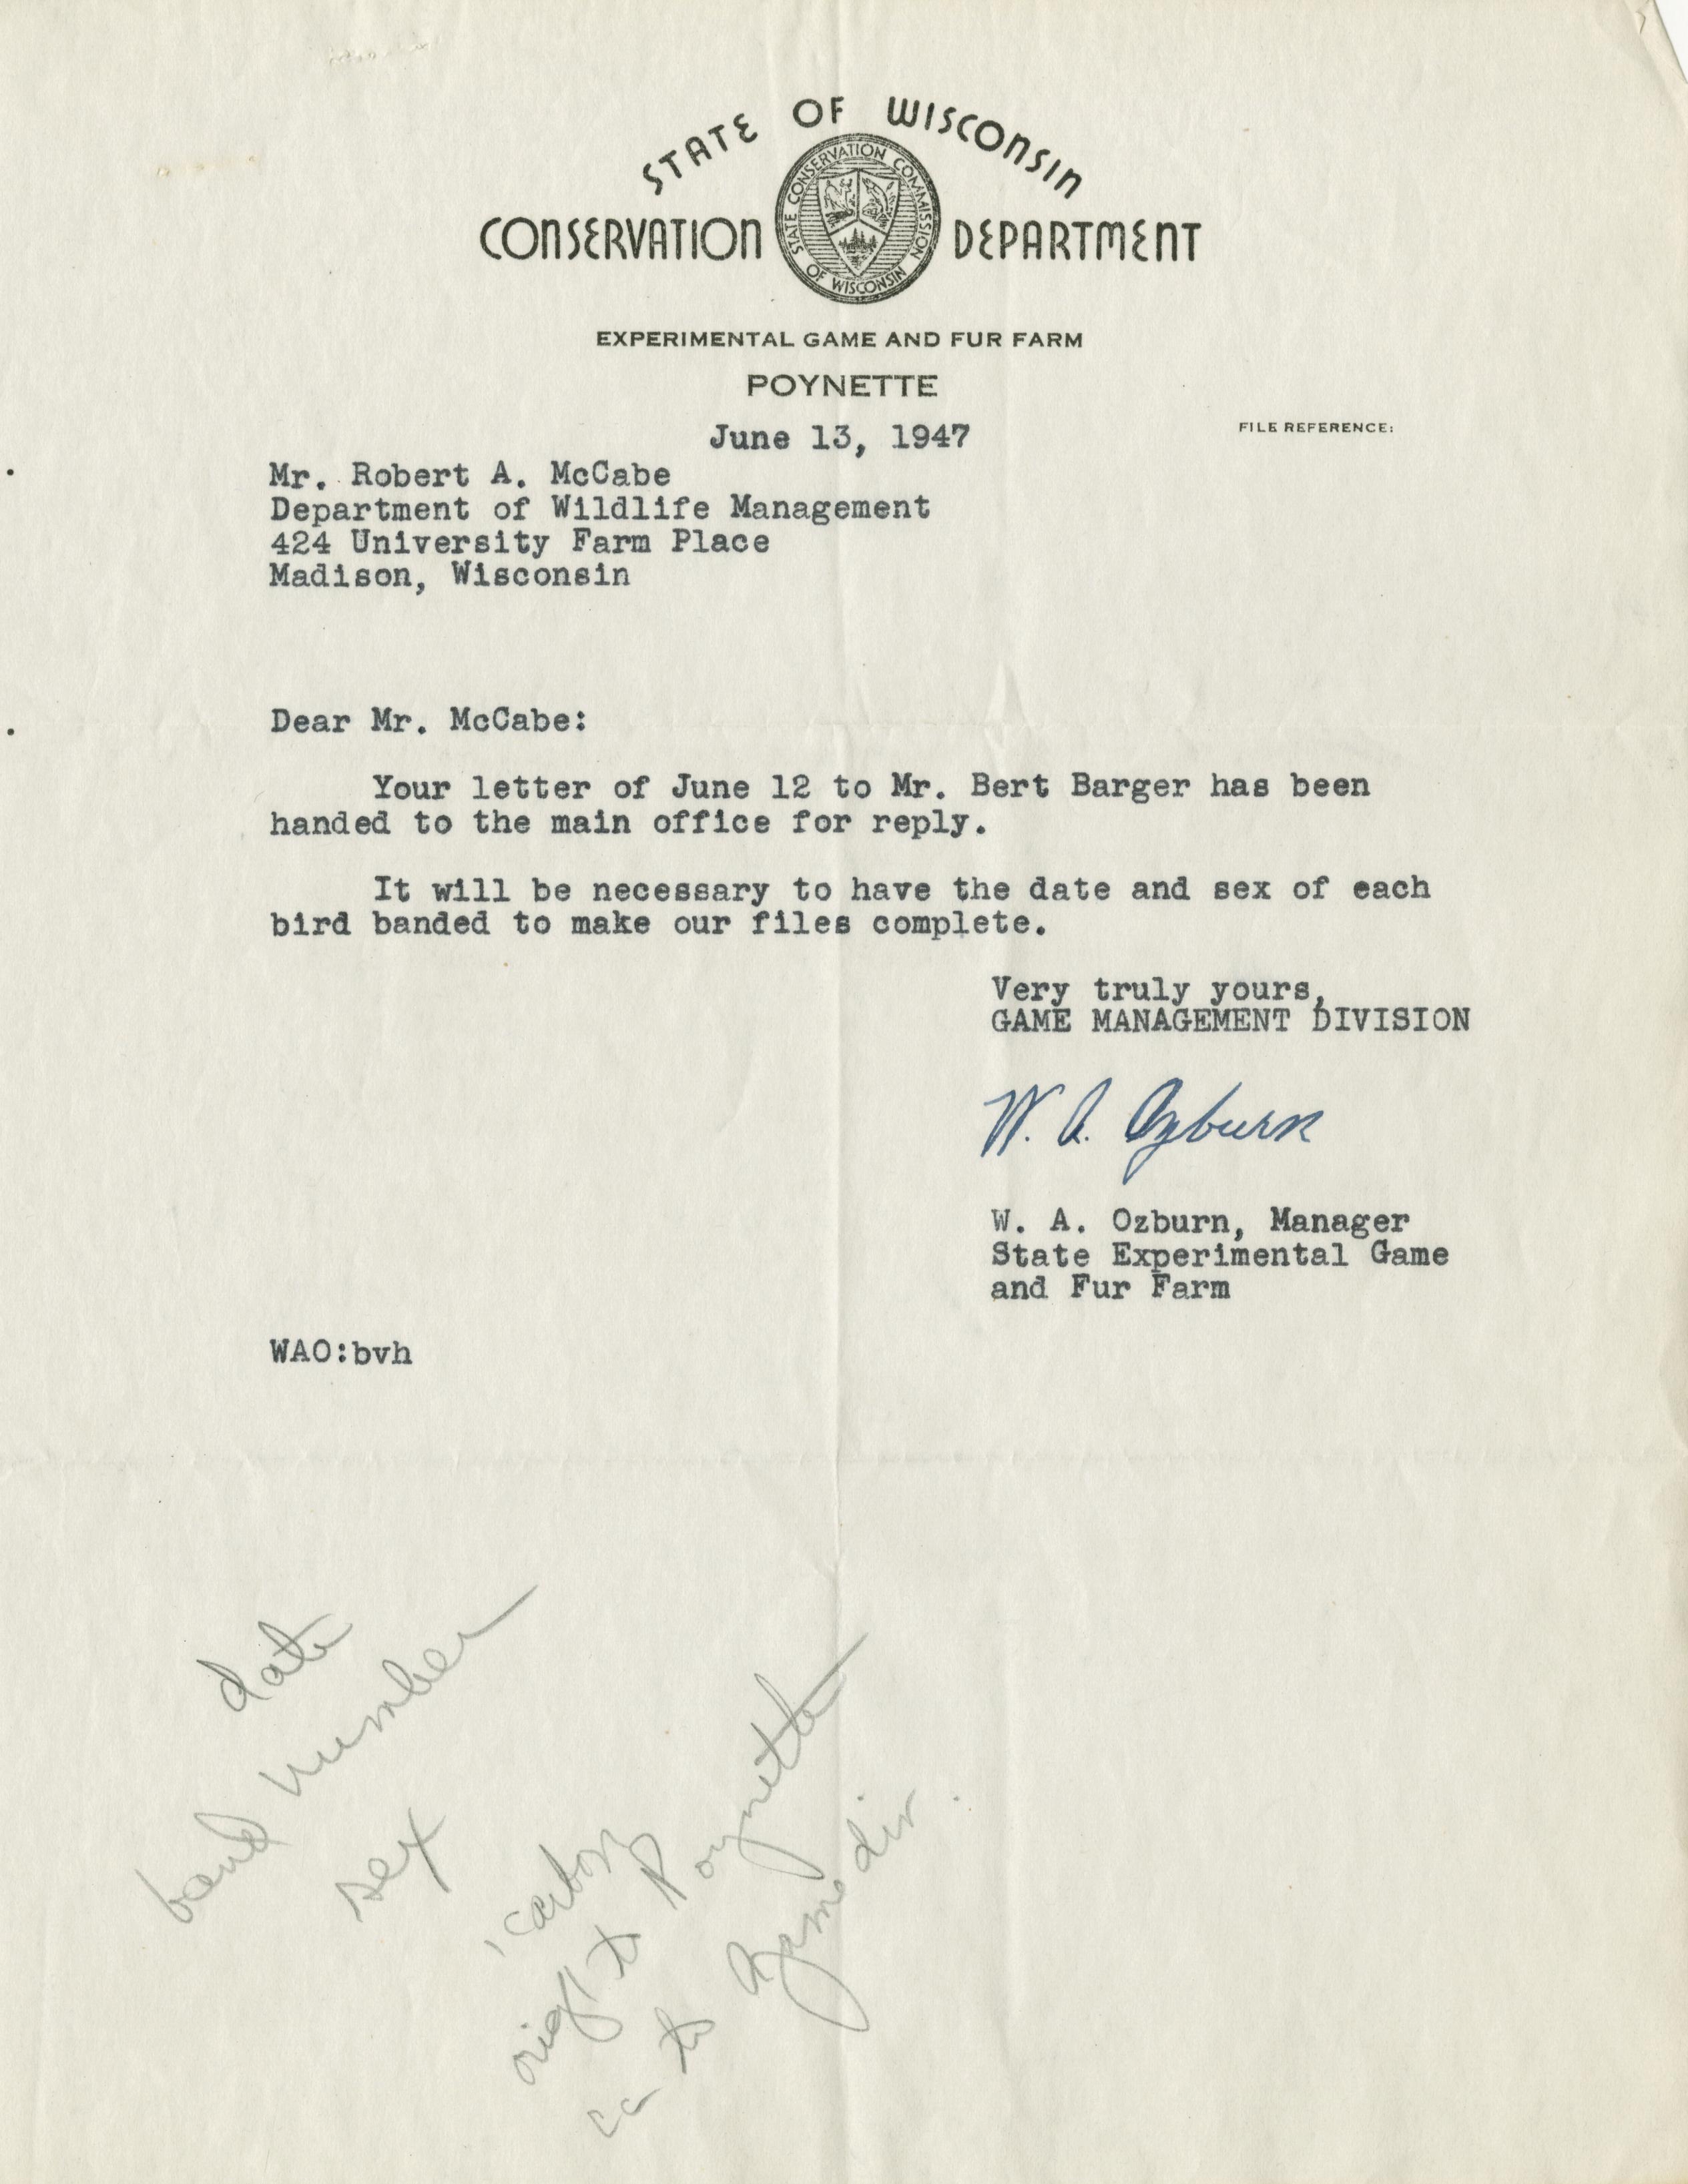 STATE OF WISCONSIN
CONSERVATION DEPARTMENT
STATE CONSERVATION COMMISSION
OF WISCONSIN
EXPERIMENTAL GAME AND FUR FARM
POYNETTE
June 13, 1947
FILE REFERENCE:
Mr. Robert A. McCabe
Department of Wildlife Management
424 University Farm Place
Madison, Wisconsin
Dear Mr. McCabe:
Your letter of June 12 to Mr. Bert Barger has been
handed to the main office for reply.
It will be necessary to have the date and sex of each
bird banded to make our files complete.
Very truly yours,
GAME MANAGEMENT DIVISION
W. A. Ozburn
W. A. Ozburn, Manager
State Experimental Game
and Fur Farm
WAO:bvh
date
band number
sex
carbon
orig to Poynette
cc to game div.